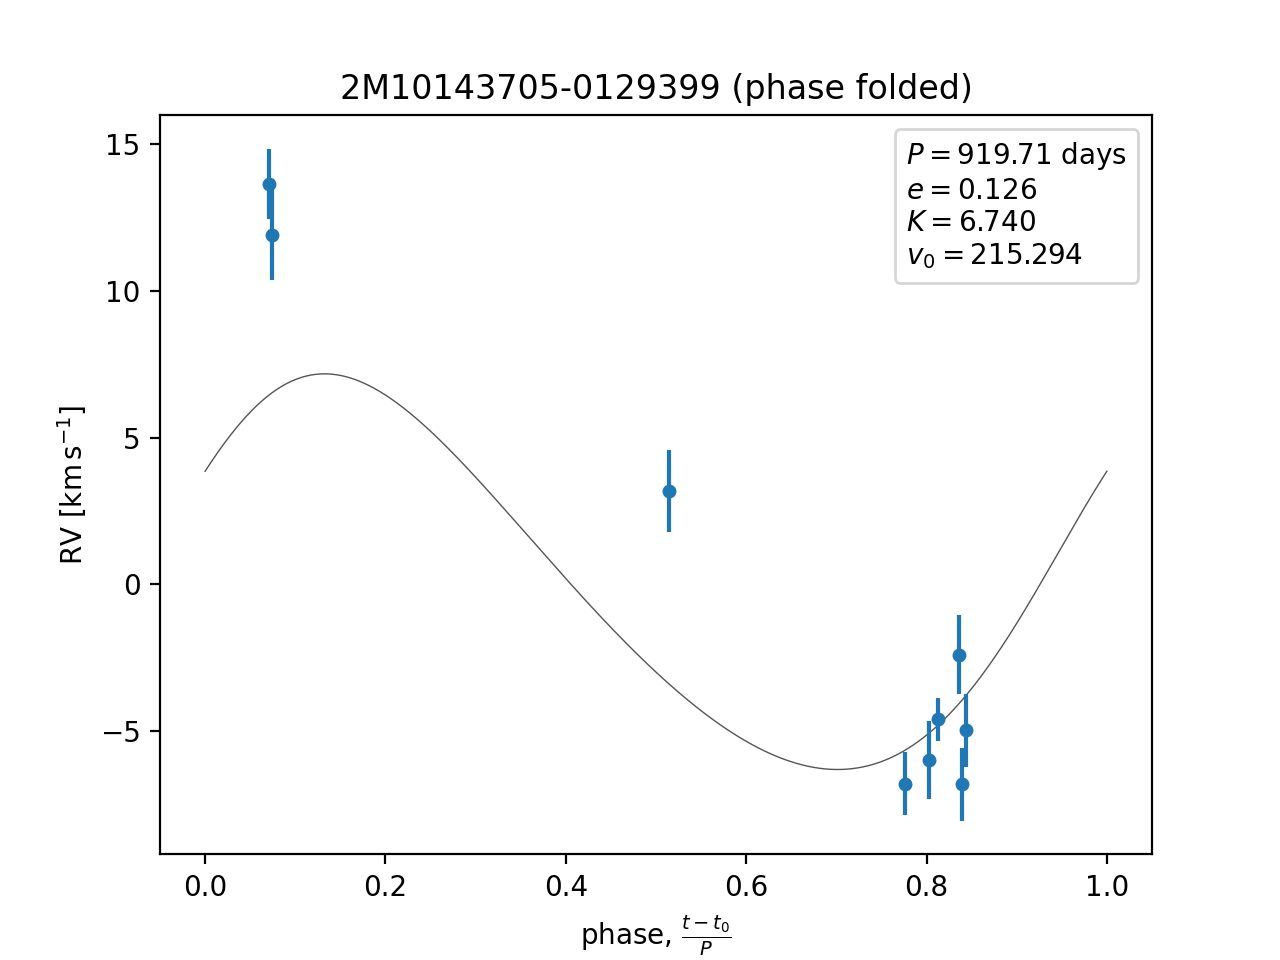 2M10143705-0129399 (phase folded)
P = 919.71 days
e = 0.126
K = 6.740
v₀ = 215.294
15
10
5
0
−5
RV [km s⁻¹]
0.0 0.2 0.4 0.6 0.8 1.0
phase, (t − t₀)/P